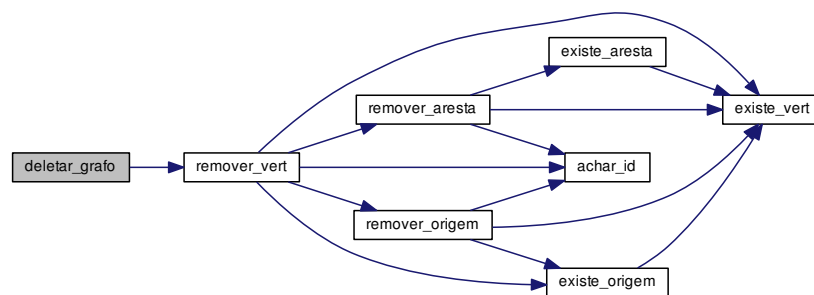 deletar_grafo
remover_vert
remover_aresta
remover_origem
existe_aresta
achar_id
existe_origem
existe_vert